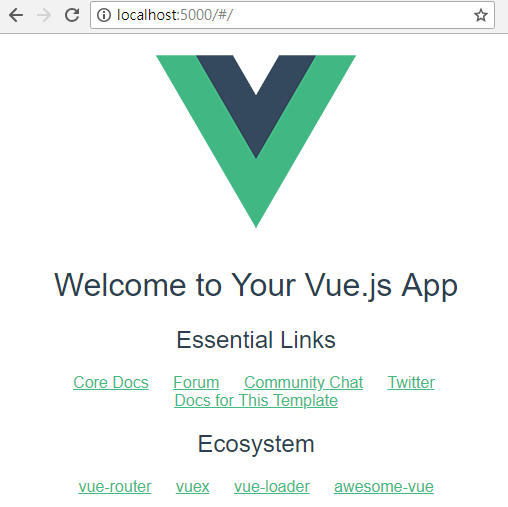 localhost:5000/#/
Welcome to Your Vue.js App
Essential Links
Core Docs Forum Community Chat Twitter
Docs for This Template
Ecosystem
vue-router vuex vue-loader awesome-vue